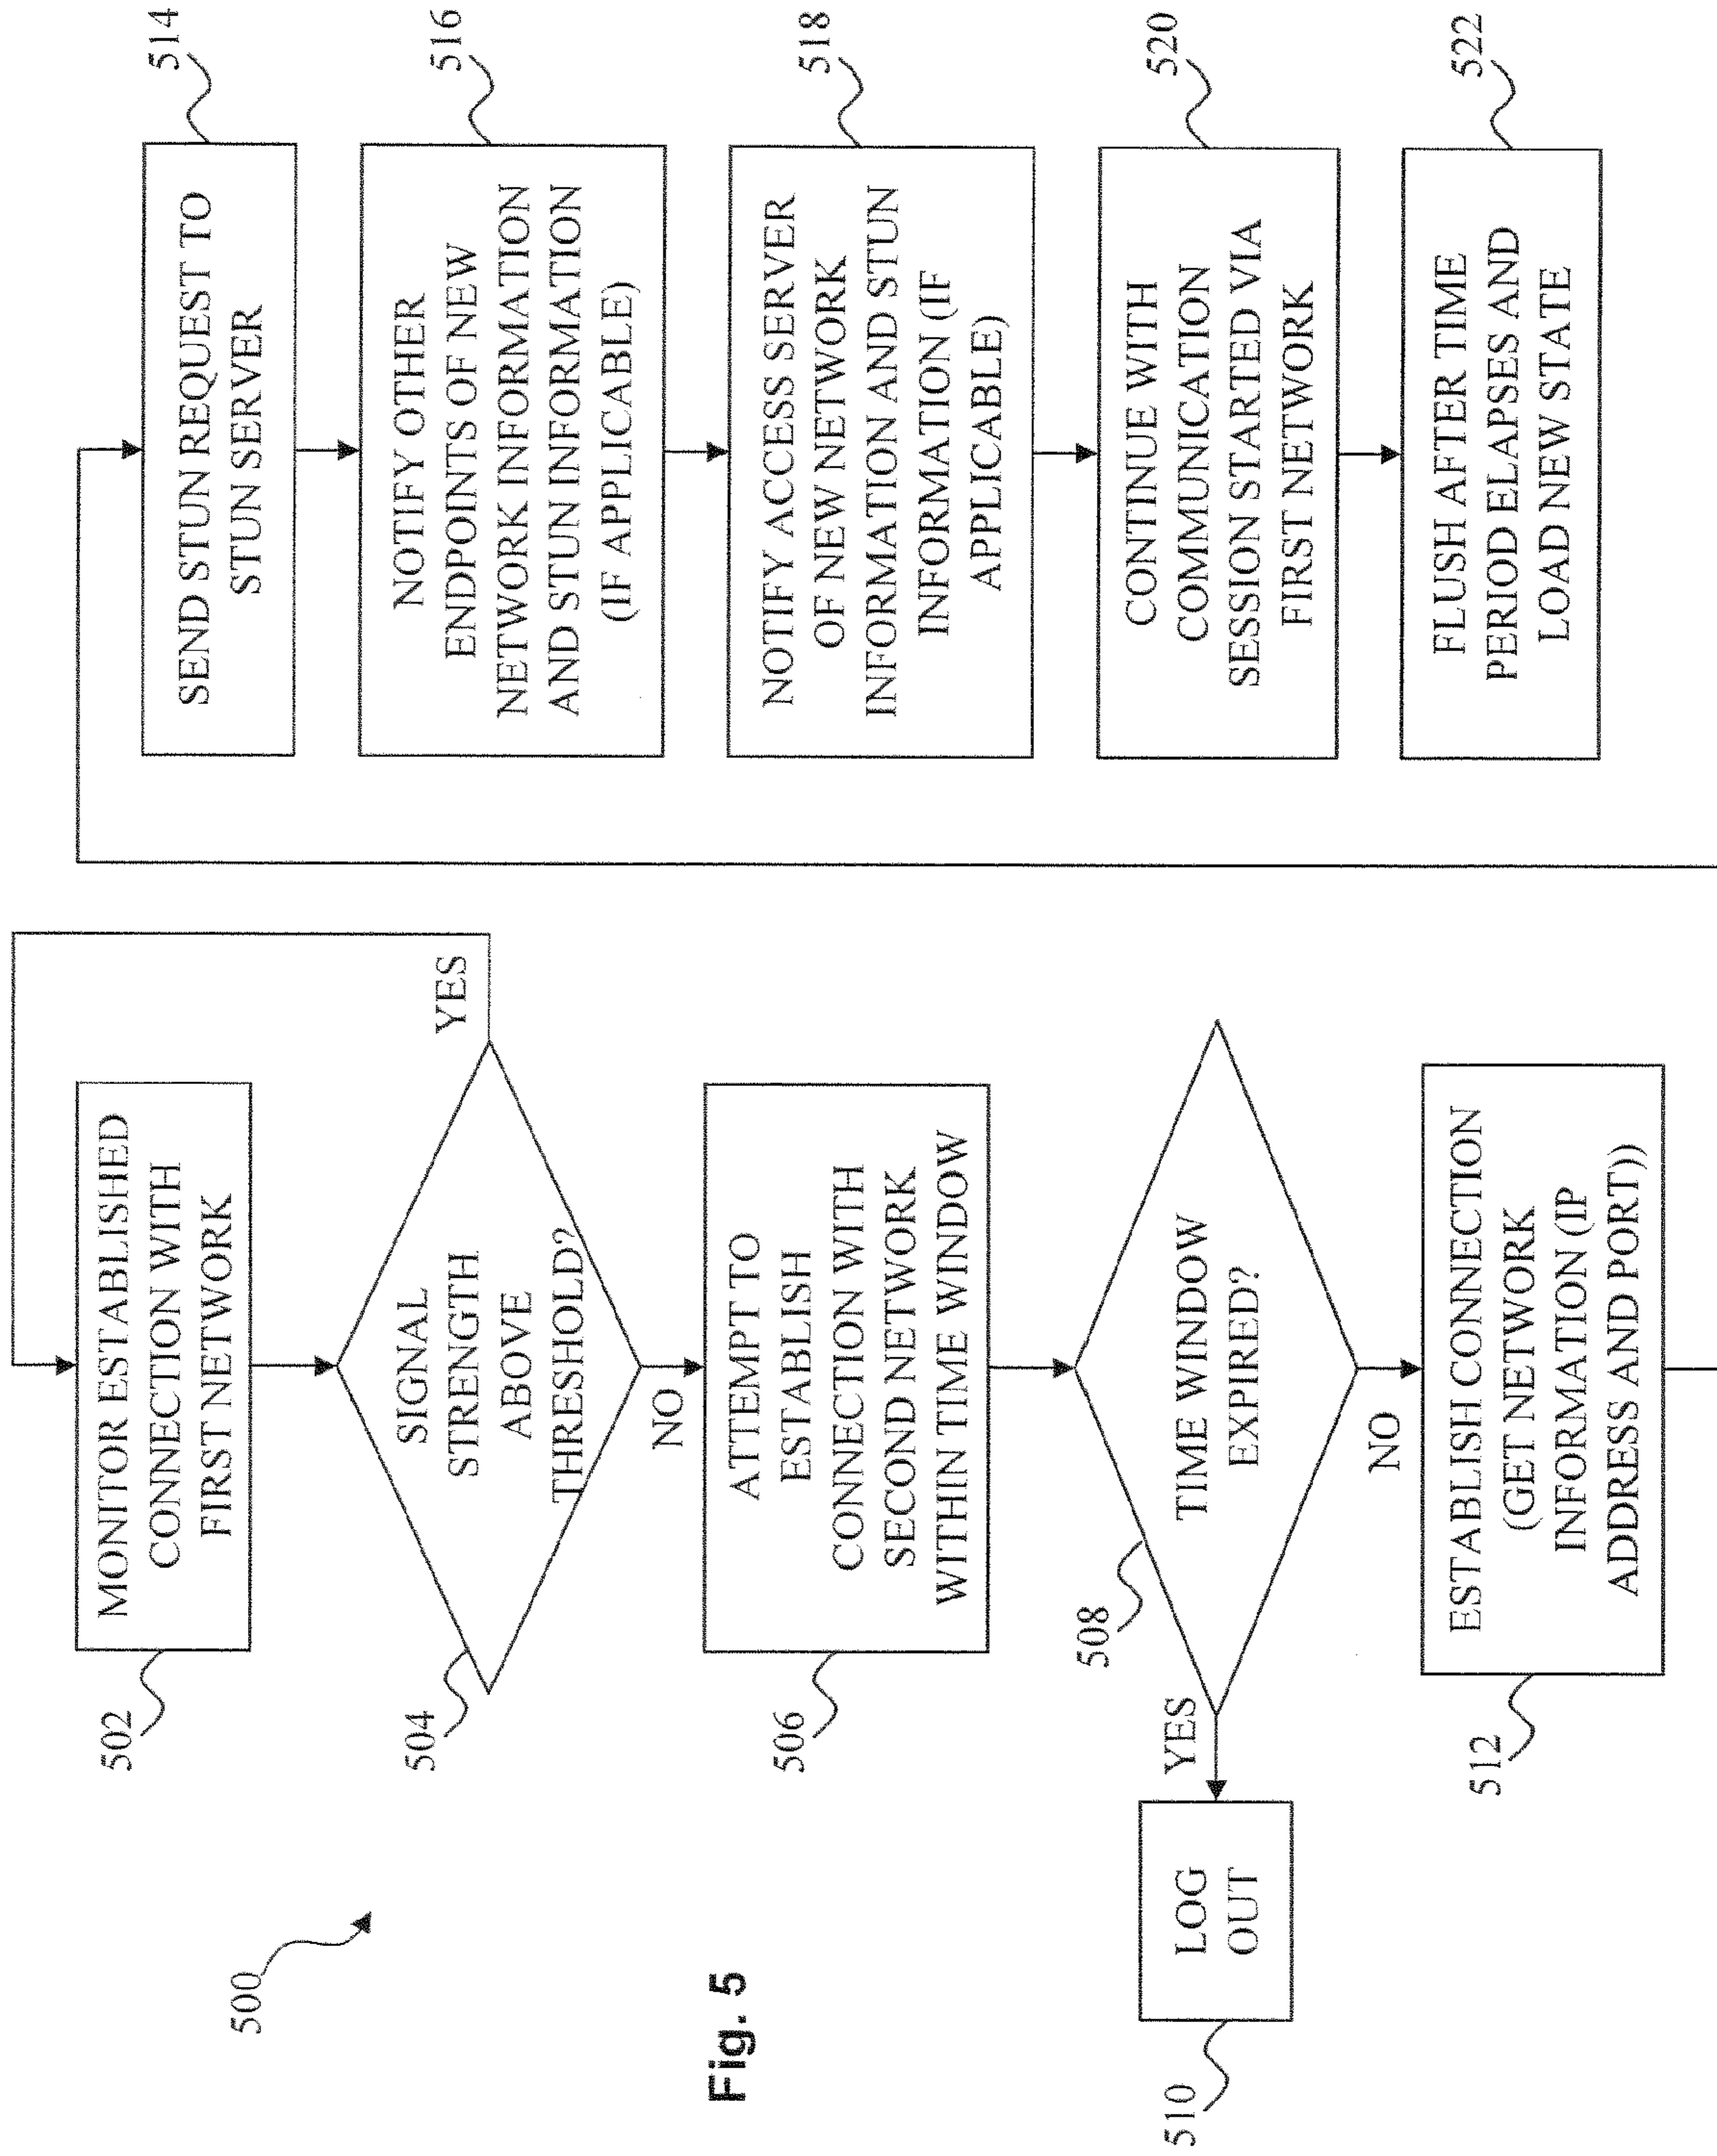 500
Fig. 5
502
MONITOR ESTABLISHED
CONNECTION WITH
FIRST NETWORK
504
SIGNAL
STRENGTH
ABOVE
THRESHOLD?
YES
NO
506
ATTEMPT TO
ESTABLISH
CONNECTION WITH
SECOND NETWORK
WITHIN TIME WINDOW
508
TIME WINDOW
EXPIRED?
YES
510
LOG
OUT
NO
512
ESTABLISH CONNECTION
(GET NETWORK
INFORMATION (IP
ADDRESS AND PORT))
514
SEND STUN REQUEST TO
STUN SERVER
516
NOTIFY OTHER
ENDPOINTS OF NEW
NETWORK INFORMATION
AND STUN INFORMATION
(IF APPLICABLE)
518
NOTIFY ACCESS SERVER
OF NEW NETWORK
INFORMATION AND STUN
INFORMATION (IF
APPLICABLE)
520
CONTINUE WITH
COMMUNICATION
SESSION STARTED VIA
FIRST NETWORK
522
FLUSH AFTER TIME
PERIOD ELAPSES AND
LOAD NEW STATE